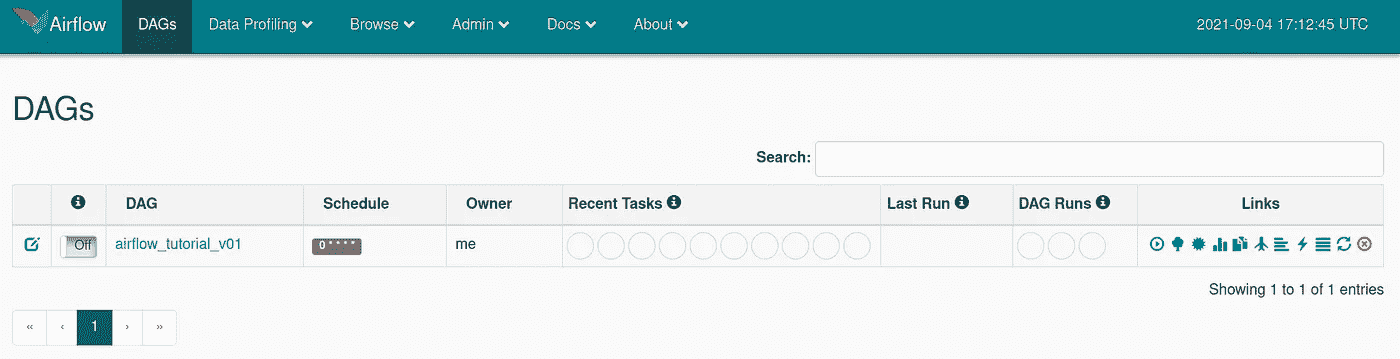 Airflow DAGs Data Profiling Browse Admin Docs About 2021-09-04 17:12:45 UTC
DAGs
Search:
DAG Schedule Owner Recent Tasks Last Run DAG Runs Links
Off airflow_tutorial_v01 0 * * * * me
Showing 1 to 1 of 1 entries
« ‹ 1 › »